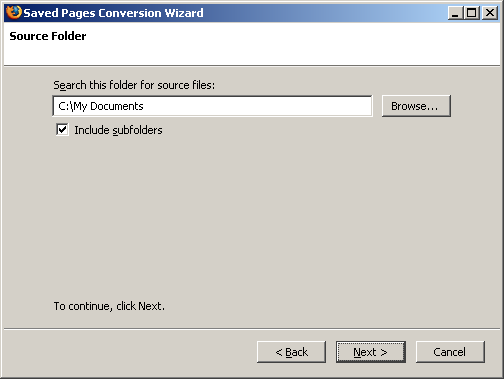 Saved Pages Conversion Wizard
Source Folder
Search this folder for source files:
C:\My Documents
Browse...
Include subfolders
To continue, click Next.
< Back
Next >
Cancel